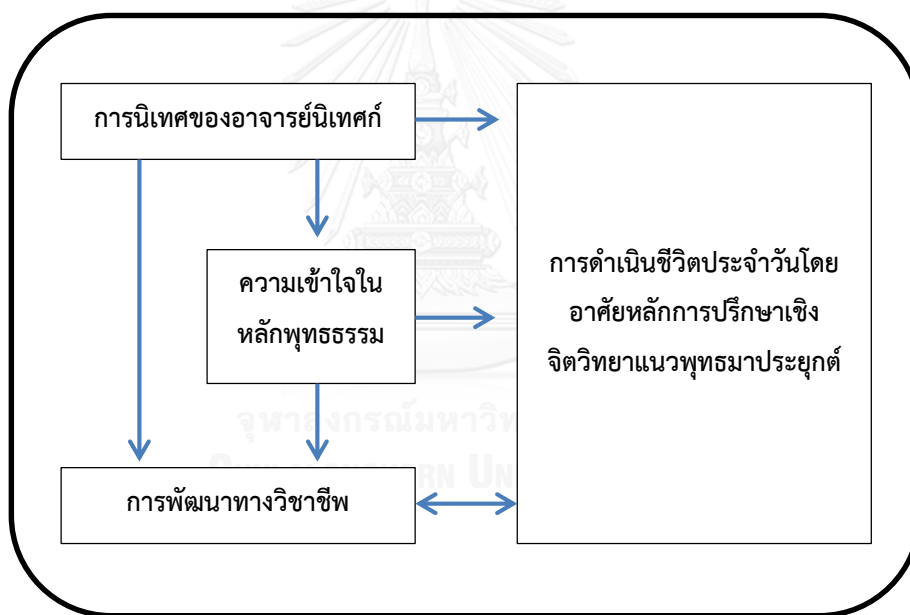 การนิเทศของอาจารย์นิเทศก์
ความเข้าใจใน
หลักพุทธธรรม
การดำเนินชีวิตประจำวันโดย
อาศัยหลักการปรึกษาเชิง
จิตวิทยาแนวพุทธมาประยุกต์
การพัฒนาทางวิชาชีพ